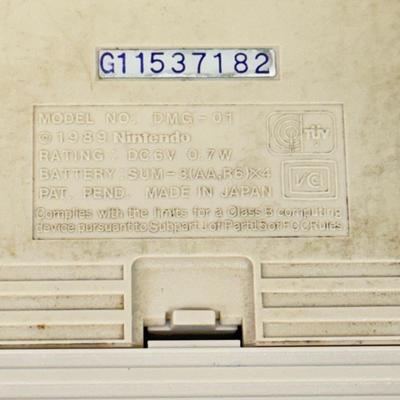 G11537182
MODEL NO. DMG-01
©1989 Nintendo
RATING: DC6V 0.7W
BATTERY: SUM-3(AA,R6)×4
PAT. PEND. MADE IN JAPAN
Complies with the limits for a Class B computing
device pursuant to Subpart J of Part 15 of FCC Rules
TÜV
VCI